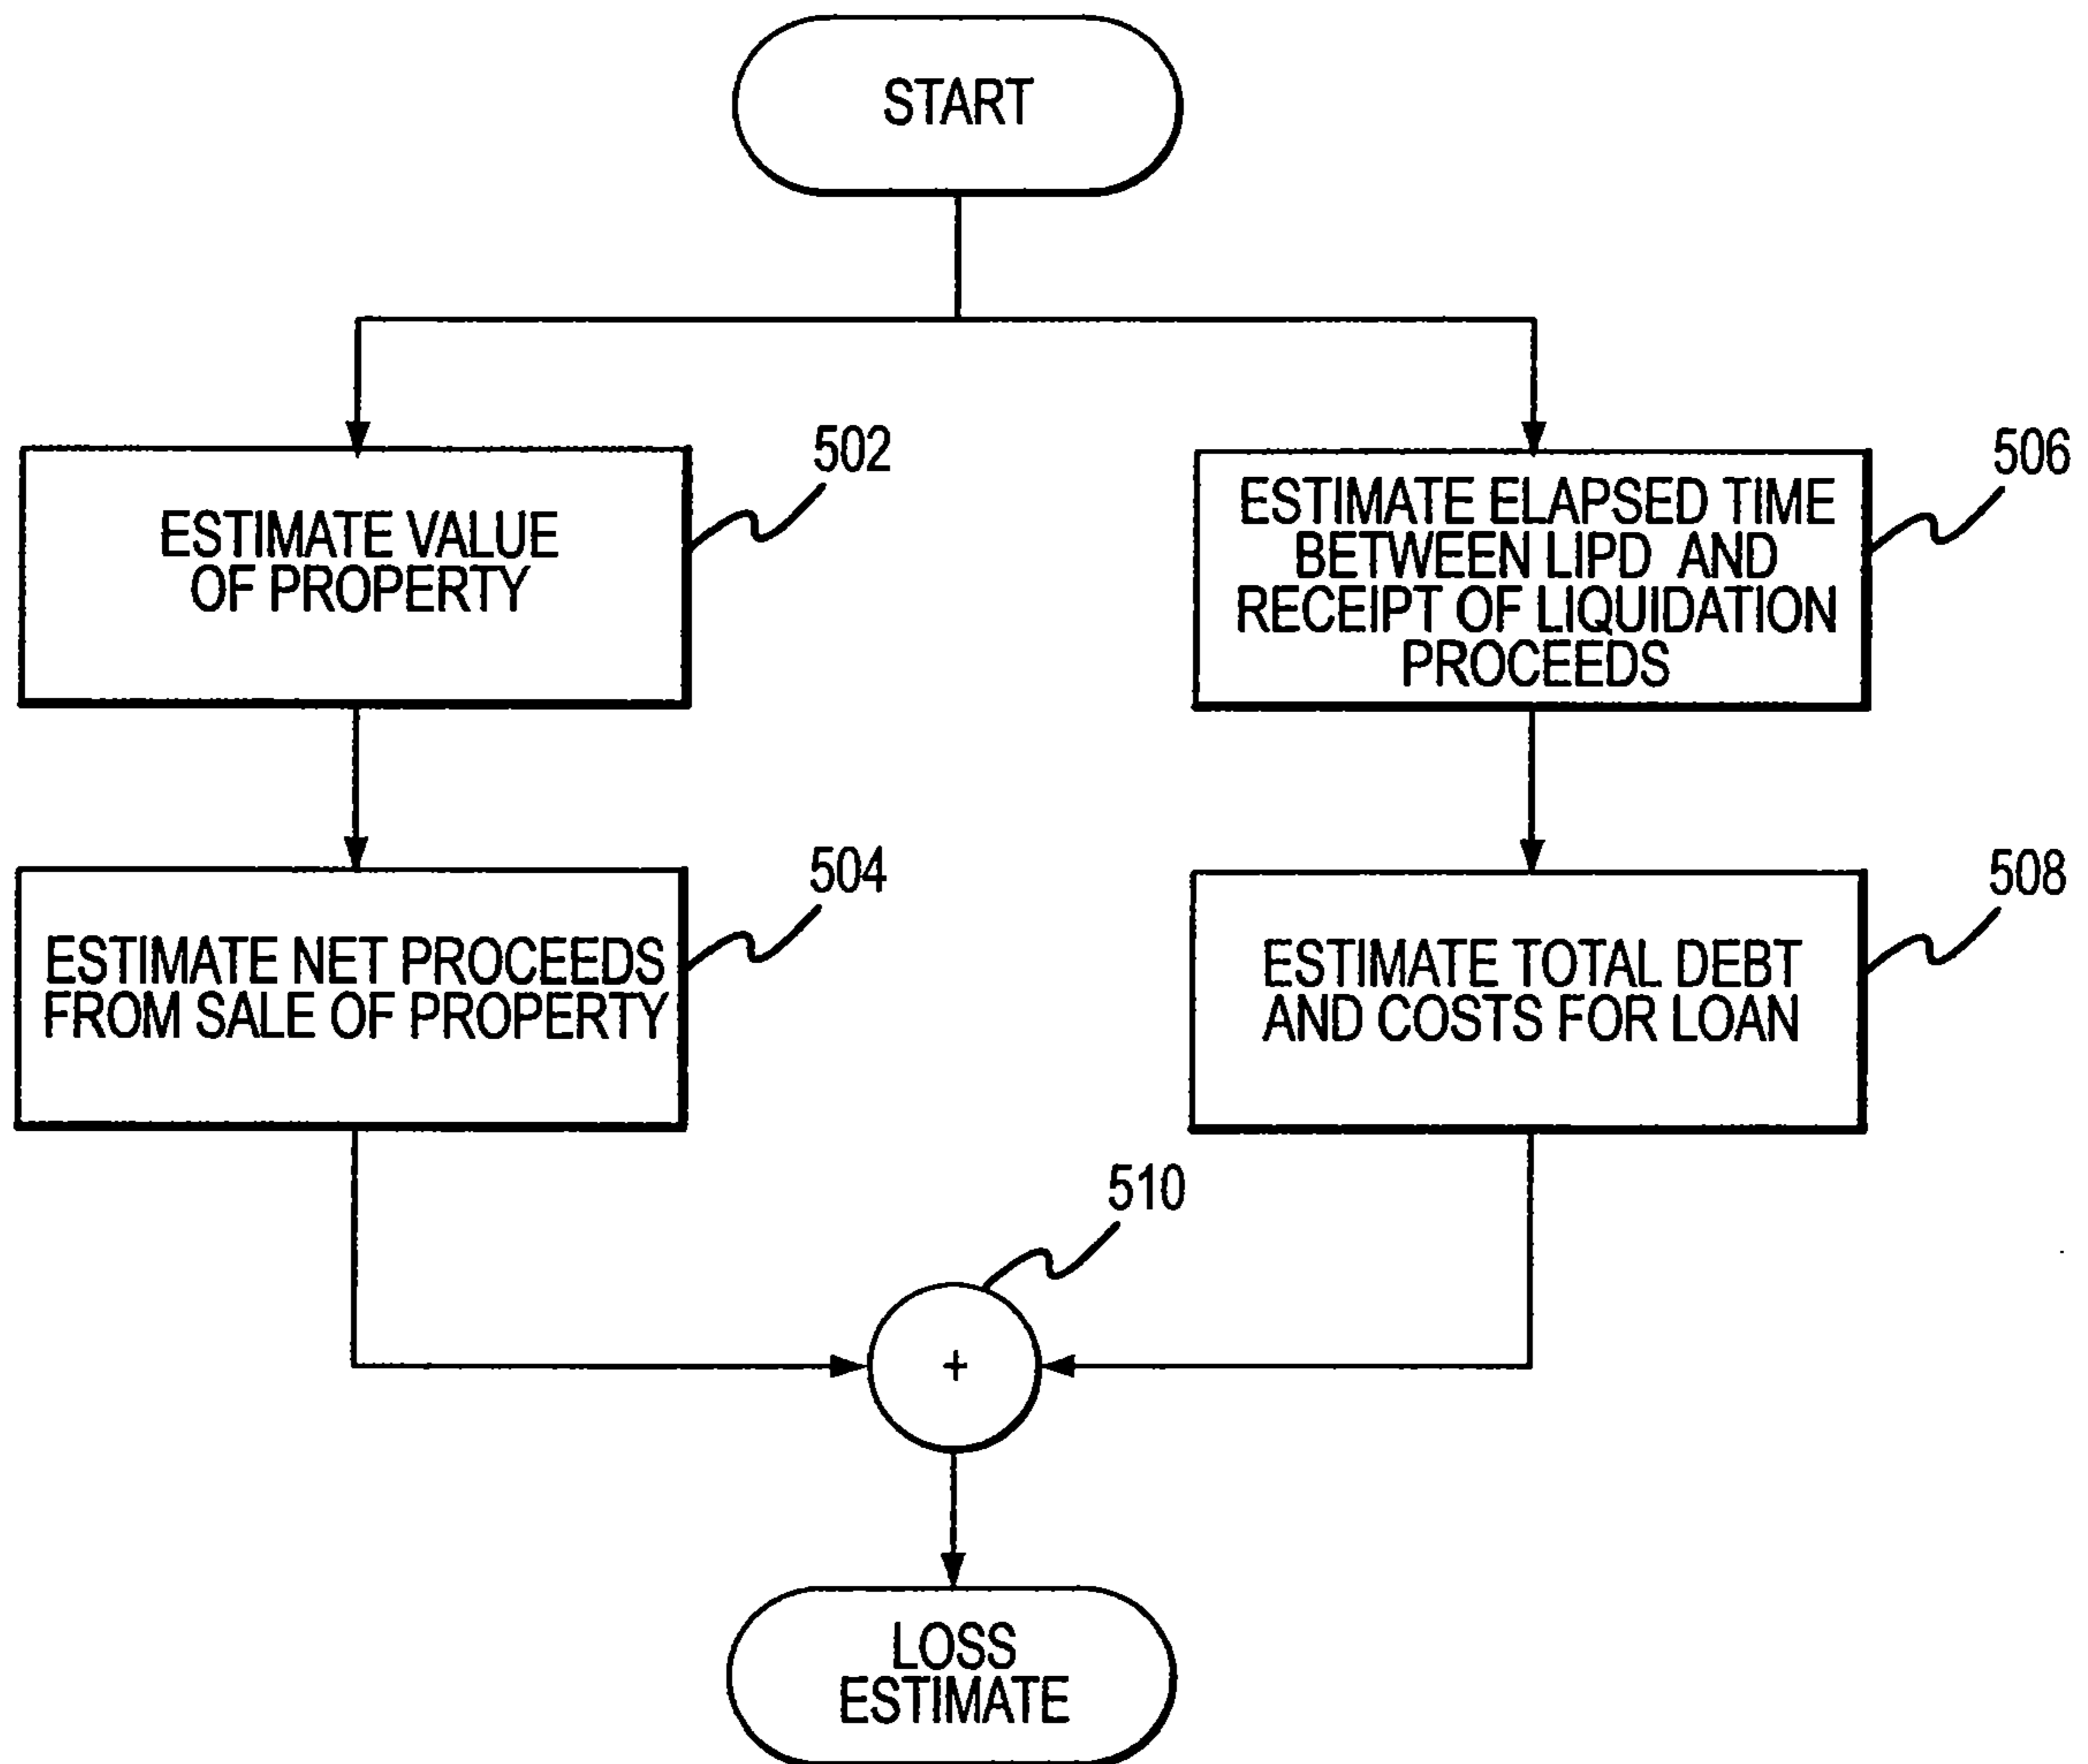 START
502
ESTIMATE VALUE
OF PROPERTY
506
ESTIMATE ELAPSED TIME
BETWEEN LIPD AND
RECEIPT OF LIQUIDATION
PROCEEDS
504
ESTIMATE NET PROCEEDS
FROM SALE OF PROPERTY
508
ESTIMATE TOTAL DEBT
AND COSTS FOR LOAN
510
+
LOSS
ESTIMATE